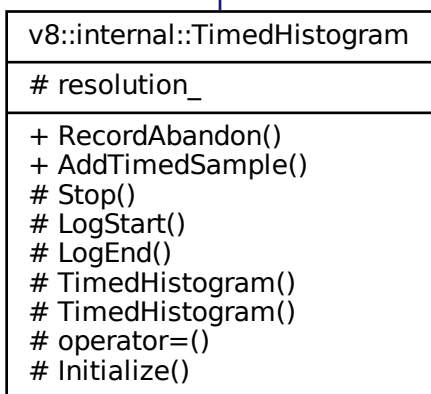 v8::internal::TimedHistogram
# resolution_
+ RecordAbandon()
+ AddTimedSample()
# Stop()
# LogStart()
# LogEnd()
# TimedHistogram()
# TimedHistogram()
# operator=()
# Initialize()